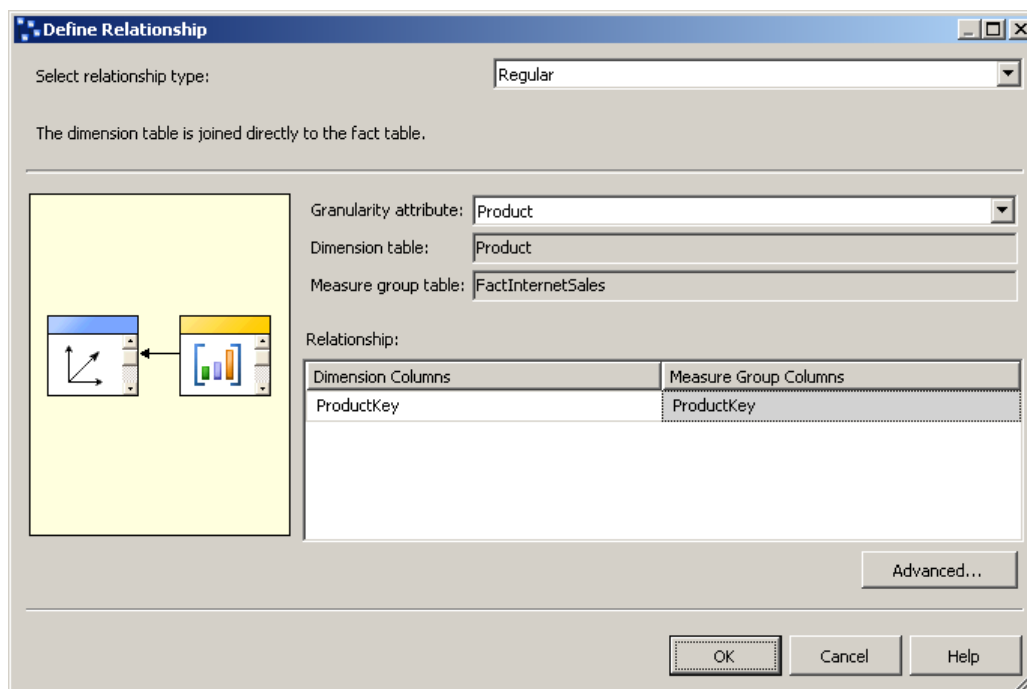 Define Relationship
Select relationship type: Regular
The dimension table is joined directly to the fact table.
Granularity attribute: Product
Dimension table: Product
Measure group table: FactInternetSales
Relationship:
Dimension Columns Measure Group Columns
ProductKey ProductKey
Advanced...
OK Cancel Help